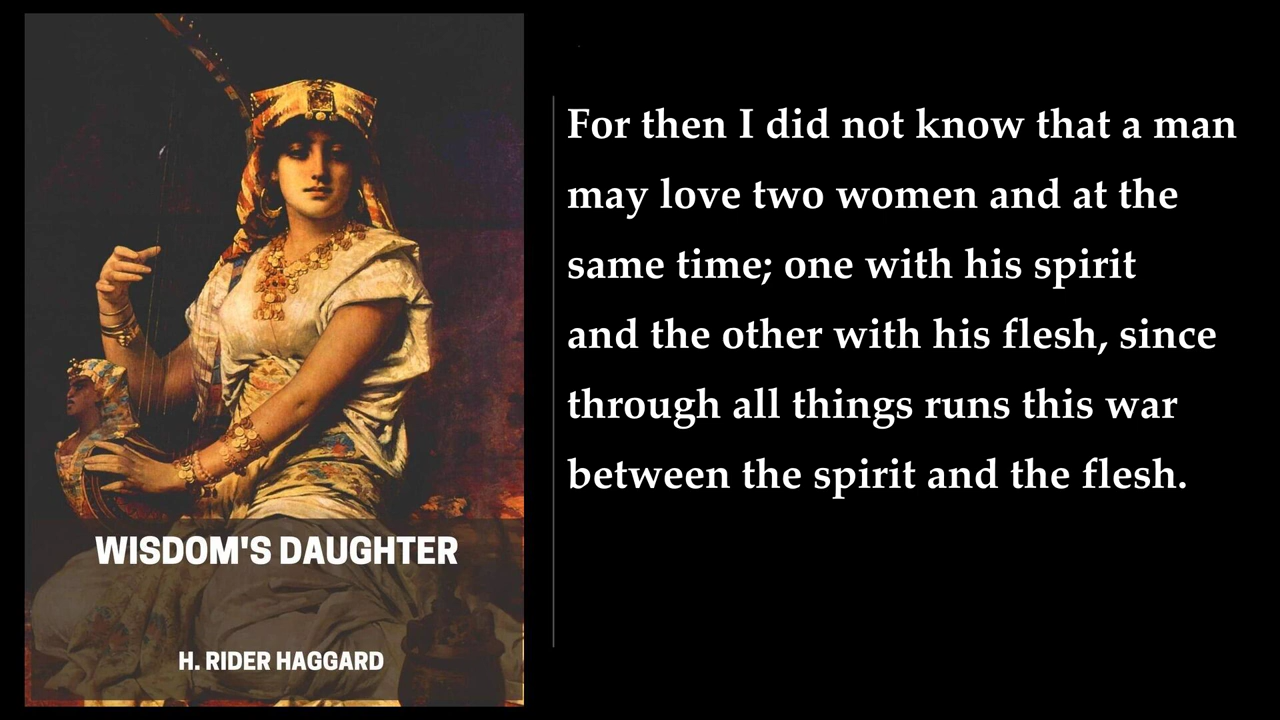 WISDOM'S DAUGHTER
H. RIDER HAGGARD
For then I did not know that a man
may love two women and at the
same time; one with his spirit
and the other with his flesh, since
through all things runs this war
between the spirit and the flesh.